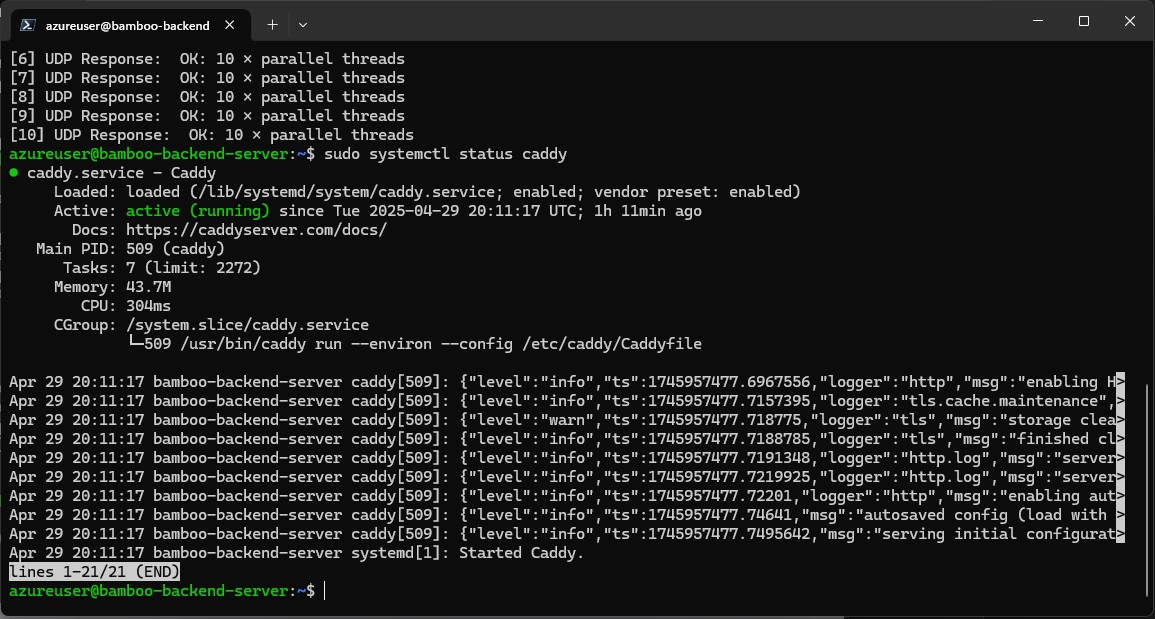 azureuser@bamboo-backend
[6] UDP Response:  OK: 10 × parallel threads
[7] UDP Response:  OK: 10 × parallel threads
[8] UDP Response:  OK: 10 × parallel threads
[9] UDP Response:  OK: 10 × parallel threads
[10] UDP Response:  OK: 10 × parallel threads
azureuser@bamboo-backend-server:~$ sudo systemctl status caddy
● caddy.service - Caddy
     Loaded: loaded (/lib/systemd/system/caddy.service; enabled; vendor preset: enabled)
     Active: active (running) since Tue 2025-04-29 20:11:17 UTC; 1h 11min ago
       Docs: https://caddyserver.com/docs/
   Main PID: 509 (caddy)
      Tasks: 7 (limit: 2272)
     Memory: 43.7M
        CPU: 304ms
     CGroup: /system.slice/caddy.service
             └─509 /usr/bin/caddy run --environ --config /etc/caddy/Caddyfile
Apr 29 20:11:17 bamboo-backend-server caddy[509]: {"level":"info","ts":1745957477.6967556,"logger":"http","msg":"enabling H>
Apr 29 20:11:17 bamboo-backend-server caddy[509]: {"level":"info","ts":1745957477.7157395,"logger":"tls.cache.maintenance",>
Apr 29 20:11:17 bamboo-backend-server caddy[509]: {"level":"warn","ts":1745957477.718775,"logger":"tls","msg":"storage clea>
Apr 29 20:11:17 bamboo-backend-server caddy[509]: {"level":"info","ts":1745957477.7188785,"logger":"tls","msg":"finished cl>
Apr 29 20:11:17 bamboo-backend-server caddy[509]: {"level":"info","ts":1745957477.7191348,"logger":"http.log","msg":"server>
Apr 29 20:11:17 bamboo-backend-server caddy[509]: {"level":"info","ts":1745957477.7219925,"logger":"http.log","msg":"server>
Apr 29 20:11:17 bamboo-backend-server caddy[509]: {"level":"info","ts":1745957477.72201,"logger":"http","msg":"enabling aut>
Apr 29 20:11:17 bamboo-backend-server caddy[509]: {"level":"info","ts":1745957477.74641,"msg":"autosaved config (load with >
Apr 29 20:11:17 bamboo-backend-server caddy[509]: {"level":"info","ts":1745957477.7495642,"msg":"serving initial configurat>
Apr 29 20:11:17 bamboo-backend-server systemd[1]: Started Caddy.
lines 1-21/21 (END)
azureuser@bamboo-backend-server:~$